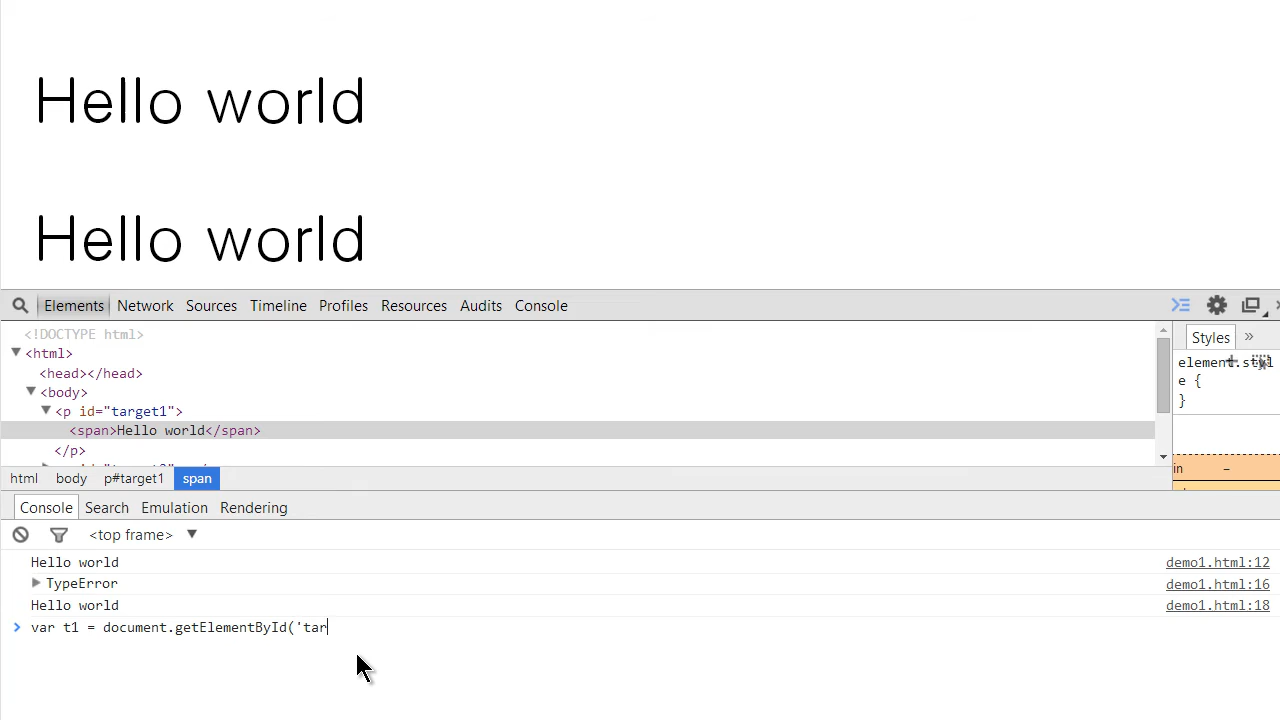 Hello world
Hello world
Elements Network Sources Timeline Profiles Resources Audits Console
<!DOCTYPE html>
<html>
<head></head>
<body>
<p id="target1">
<span>Hello world</span>
</p>
Styles »
element.styl
e {
}
in –
html body p#target1 span
Console Search Emulation Rendering
<top frame>
Hello world demo1.html:12
TypeError demo1.html:16
Hello world demo1.html:18
> var t1 = document.getElementById('tar